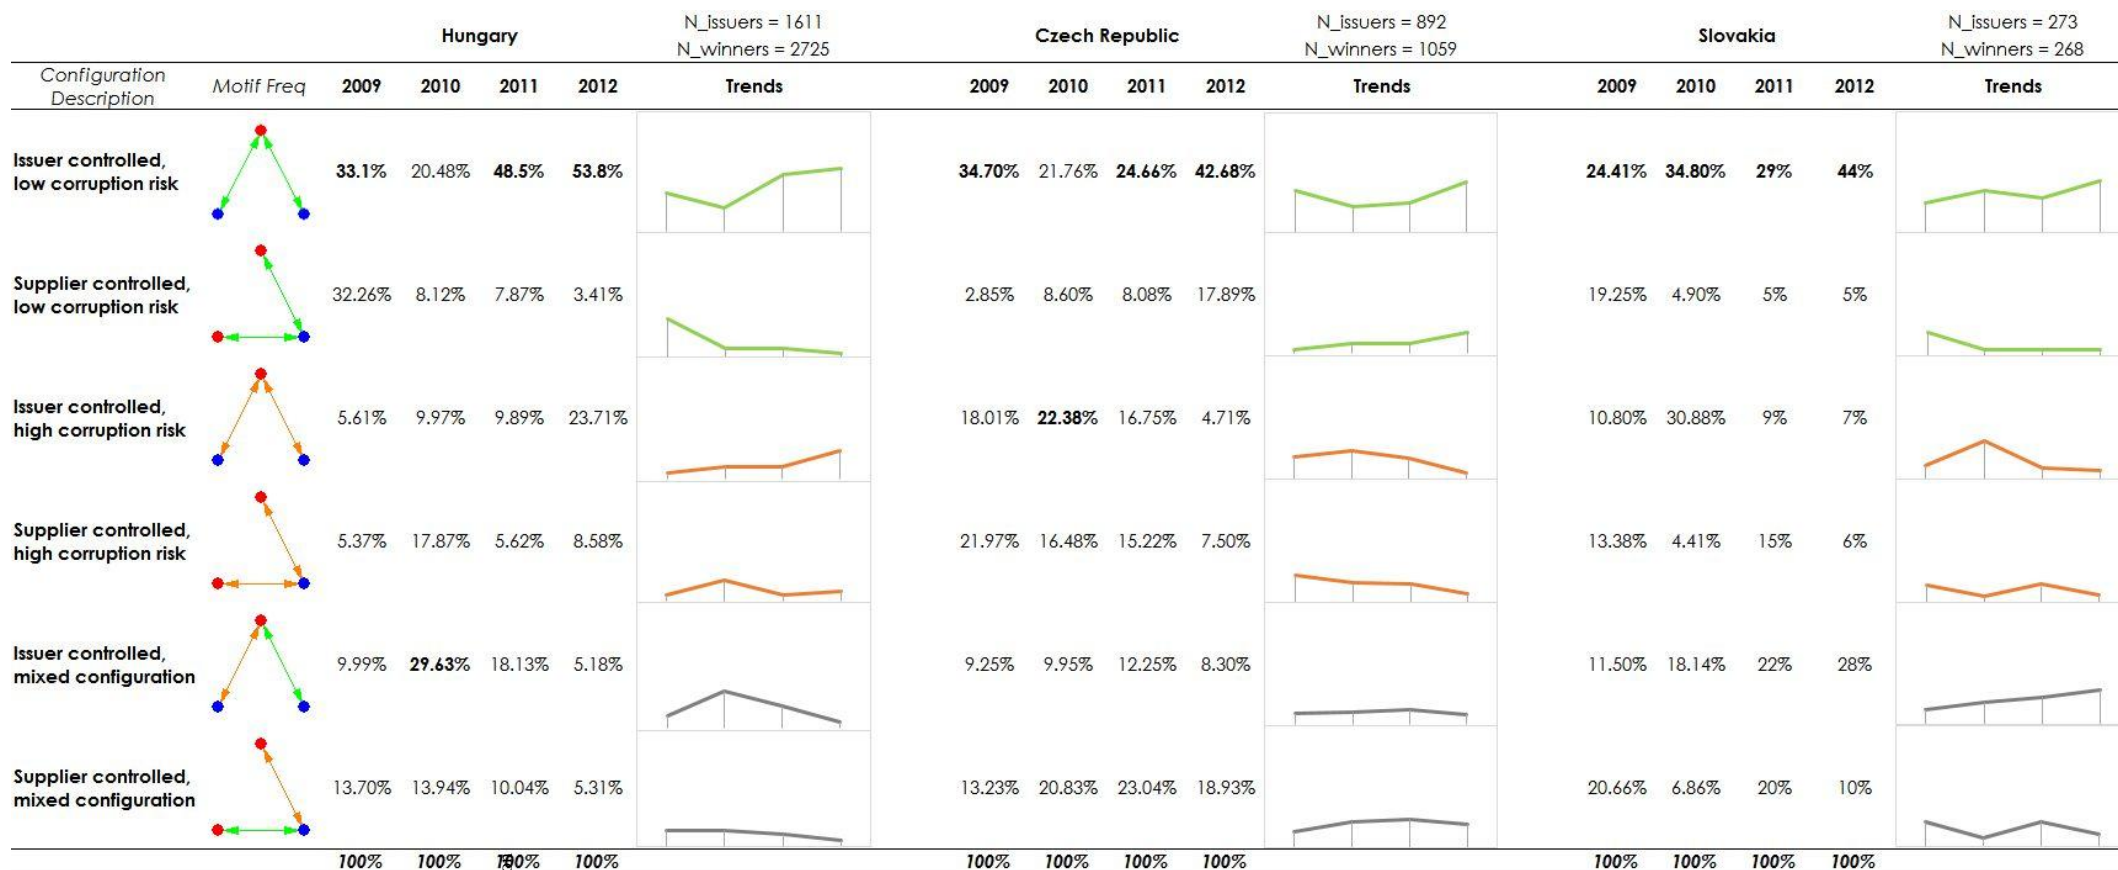 N_issuers = 1611 N_issuers = 892 N_issuers = 273
Hungary Czech Republic Slovakia
N_winners = 2725 N_winners = 1059 N_winners = 268
Configuration Description Motif Freq 2009 2010 2011 2012 Trends 2009 2010 2011 2012 Trends 2009 2010 2011 2012 Trends
Issuer controlled,
low corruption risk 33.1% 20.48% 48.5% 53.8% 34.70% 21.76% 24.66% 42.68% 24.41% 34.80% 29% 44%
Supplier controlled,
low corruption risk 32.26% 8.12% 7.87% 3.41% 2.85% 8.60% 8.08% 17.89% 19.25% 4.90% 5% 5%
Issuer controlled,
high corruption risk 5.61% 9.97% 9.89% 23.71% 18.01% 22.38% 16.75% 4.71% 10.80% 30.88% 9% 7%
Supplier controlled,
high corruption risk 5.37% 17.87% 5.62% 8.58% 21.97% 16.48% 15.22% 7.50% 13.38% 4.41% 15% 6%
Issuer controlled,
mixed configuration 9.99% 29.63% 18.13% 5.18% 9.25% 9.95% 12.25% 8.30% 11.50% 18.14% 22% 28%
Supplier controlled,
mixed configuration 13.70% 13.94% 10.04% 5.31% 13.23% 20.83% 23.04% 18.93% 20.66% 6.86% 20% 10%
100% 100% 100% 100% 100% 100% 100% 100% 100% 100% 100% 100%